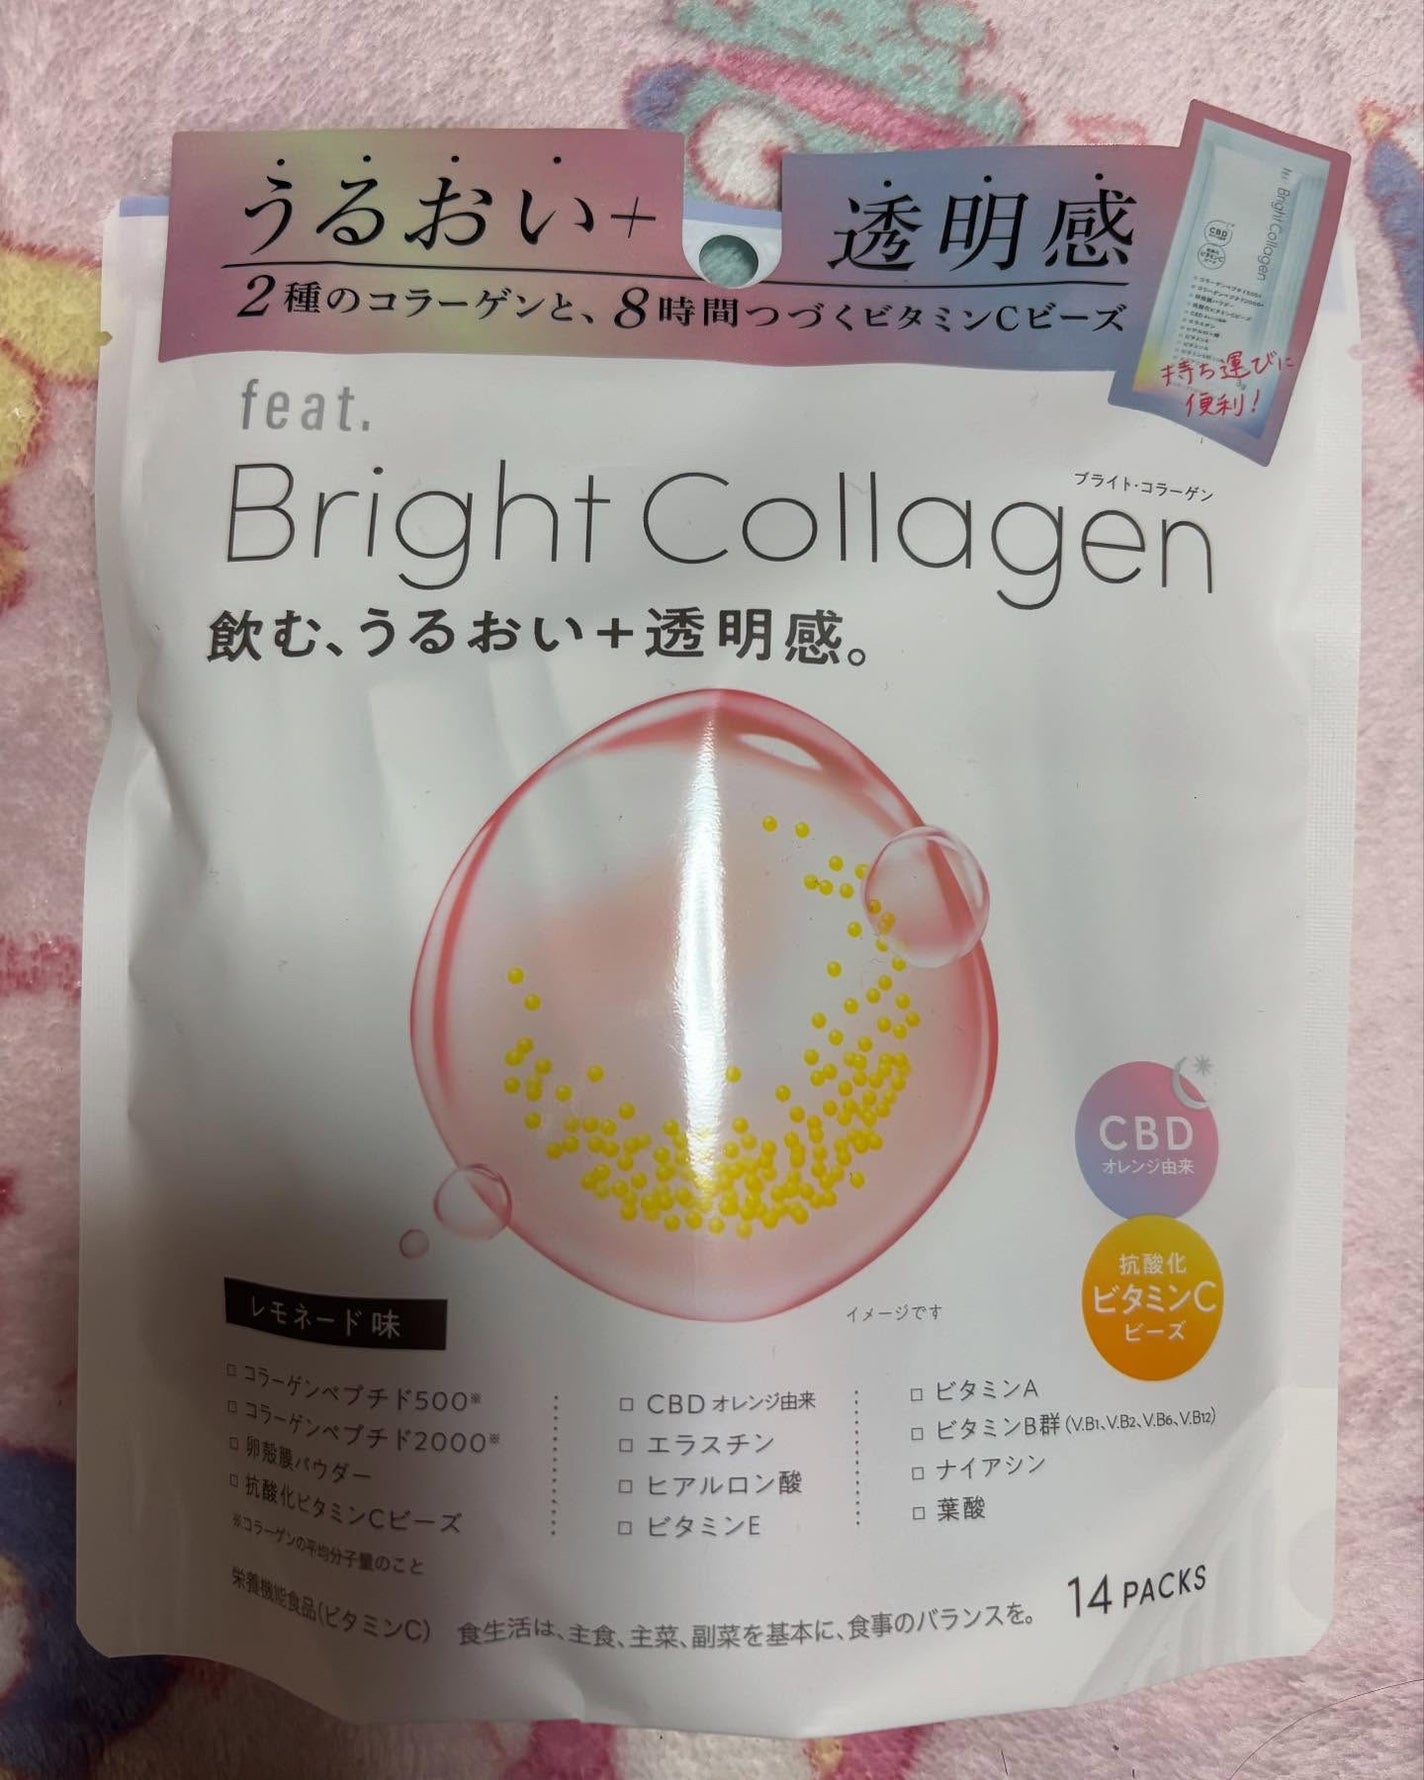 うるおい+ 透明感
2種のコラーゲンと、8時間つづくビタミンCビーズ
Bright Collagen
CBD
持ち運びに
便利!
feat.
ブライト・コラーゲン
Bright Collagen
飲む、うるおい+透明感。
CBD
オレンジ由来
抗酸化
ビタミンC
ビーズ
イメージです
レモネード味
□ コラーゲンペプチド500※
□ コラーゲンペプチド2000※
□ 卵殻膜パウダー
□ 抗酸化ビタミンCビーズ
※コラーゲンの平均分子量のこと
□ CBD オレンジ由来
□ エラスチン
□ ヒアルロン酸
□ ビタミンE
□ ビタミンA
□ ビタミンB群(V.B1、V.B2、V.B6、V.B12)
□ ナイアシン
□ 葉酸
栄養機能食品(ビタミンC) 食生活は、主食、主菜、副菜を基本に、食事のバランスを。
14 PACKS